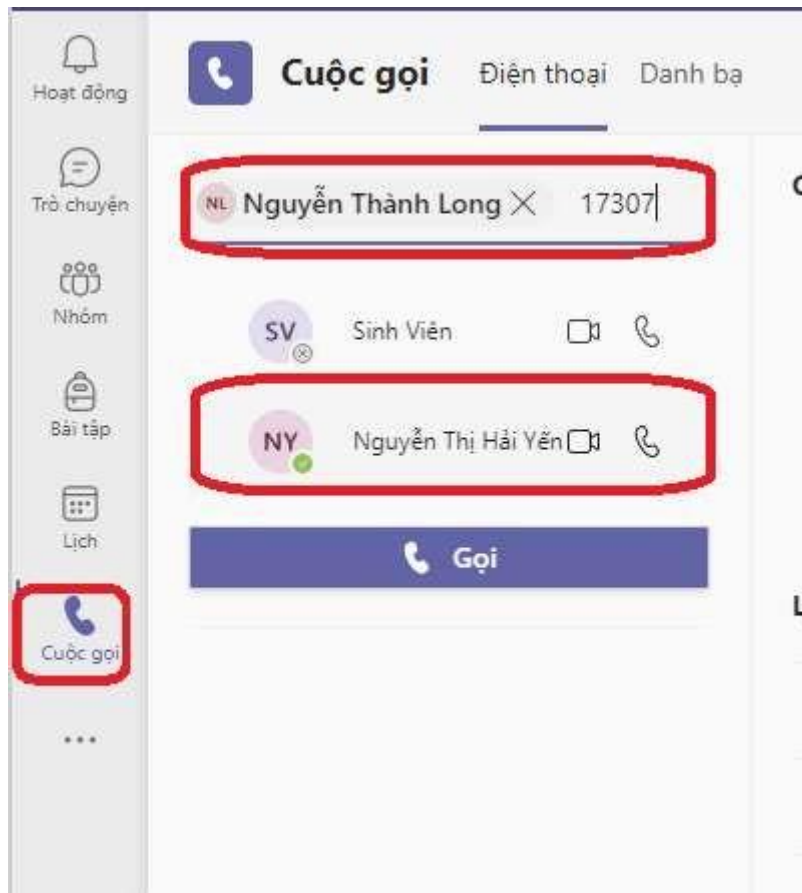 Hoạt động
Trò chuyện
Nhóm
Bài tập
Lịch
Cuộc gọi
Cuộc gọi Điện thoại Danh bạ
NL Nguyễn Thành Long 17307
SV Sinh Viên
NY Nguyễn Thị Hải Yến
Gọi